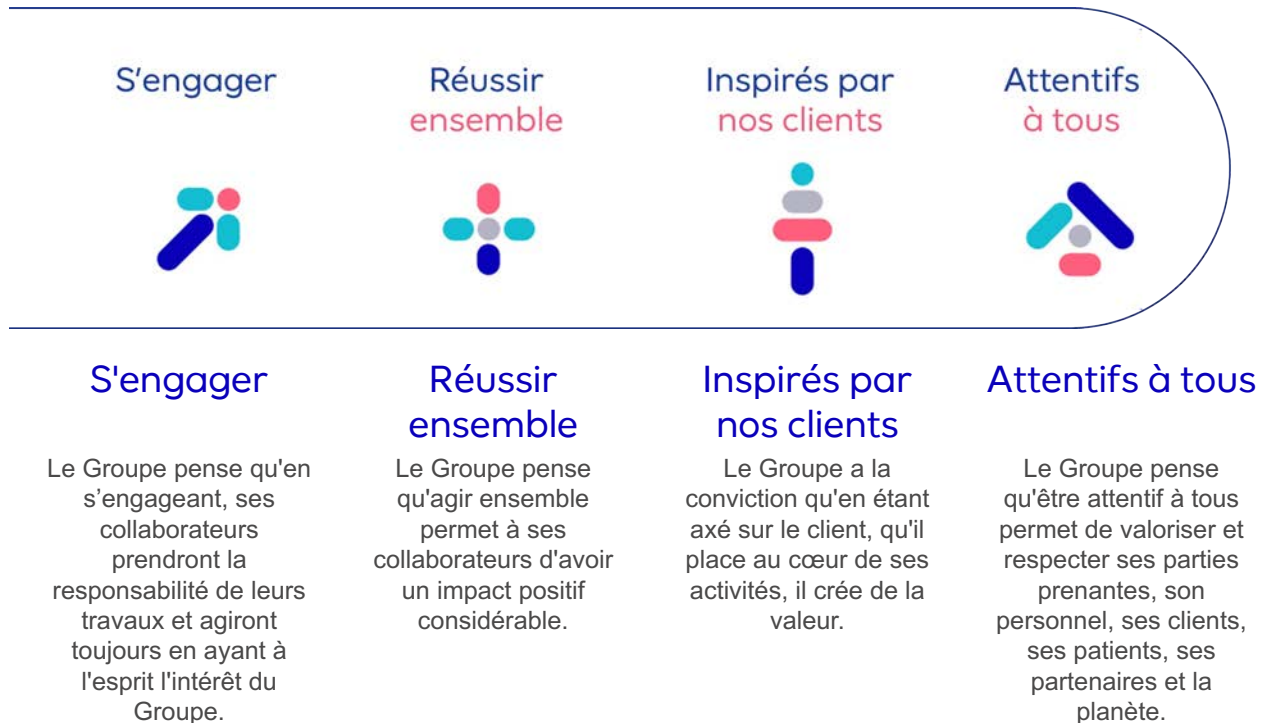 S'engager
Réussir
ensemble
Inspirés par
nos clients
Attentifs
à tous
S'engager
Le Groupe pense qu'en
s’engageant, ses
collaborateurs
prendront la
responsabilité de leurs
travaux et agiront
toujours en ayant à
l'esprit l'intérêt du
Groupe.
Réussir
ensemble
Le Groupe pense
qu'agir ensemble
permet à ses
collaborateurs d'avoir
un impact positif
considérable.
Inspirés par
nos clients
Le Groupe a la
conviction qu'en étant
axé sur le client, qu'il
place au cœur de ses
activités, il crée de la
valeur.
Attentifs à tous
Le Groupe pense
qu'être attentif à tous
permet de valoriser et
respecter ses parties
prenantes, son
personnel, ses clients,
ses patients, ses
partenaires et la
planète.